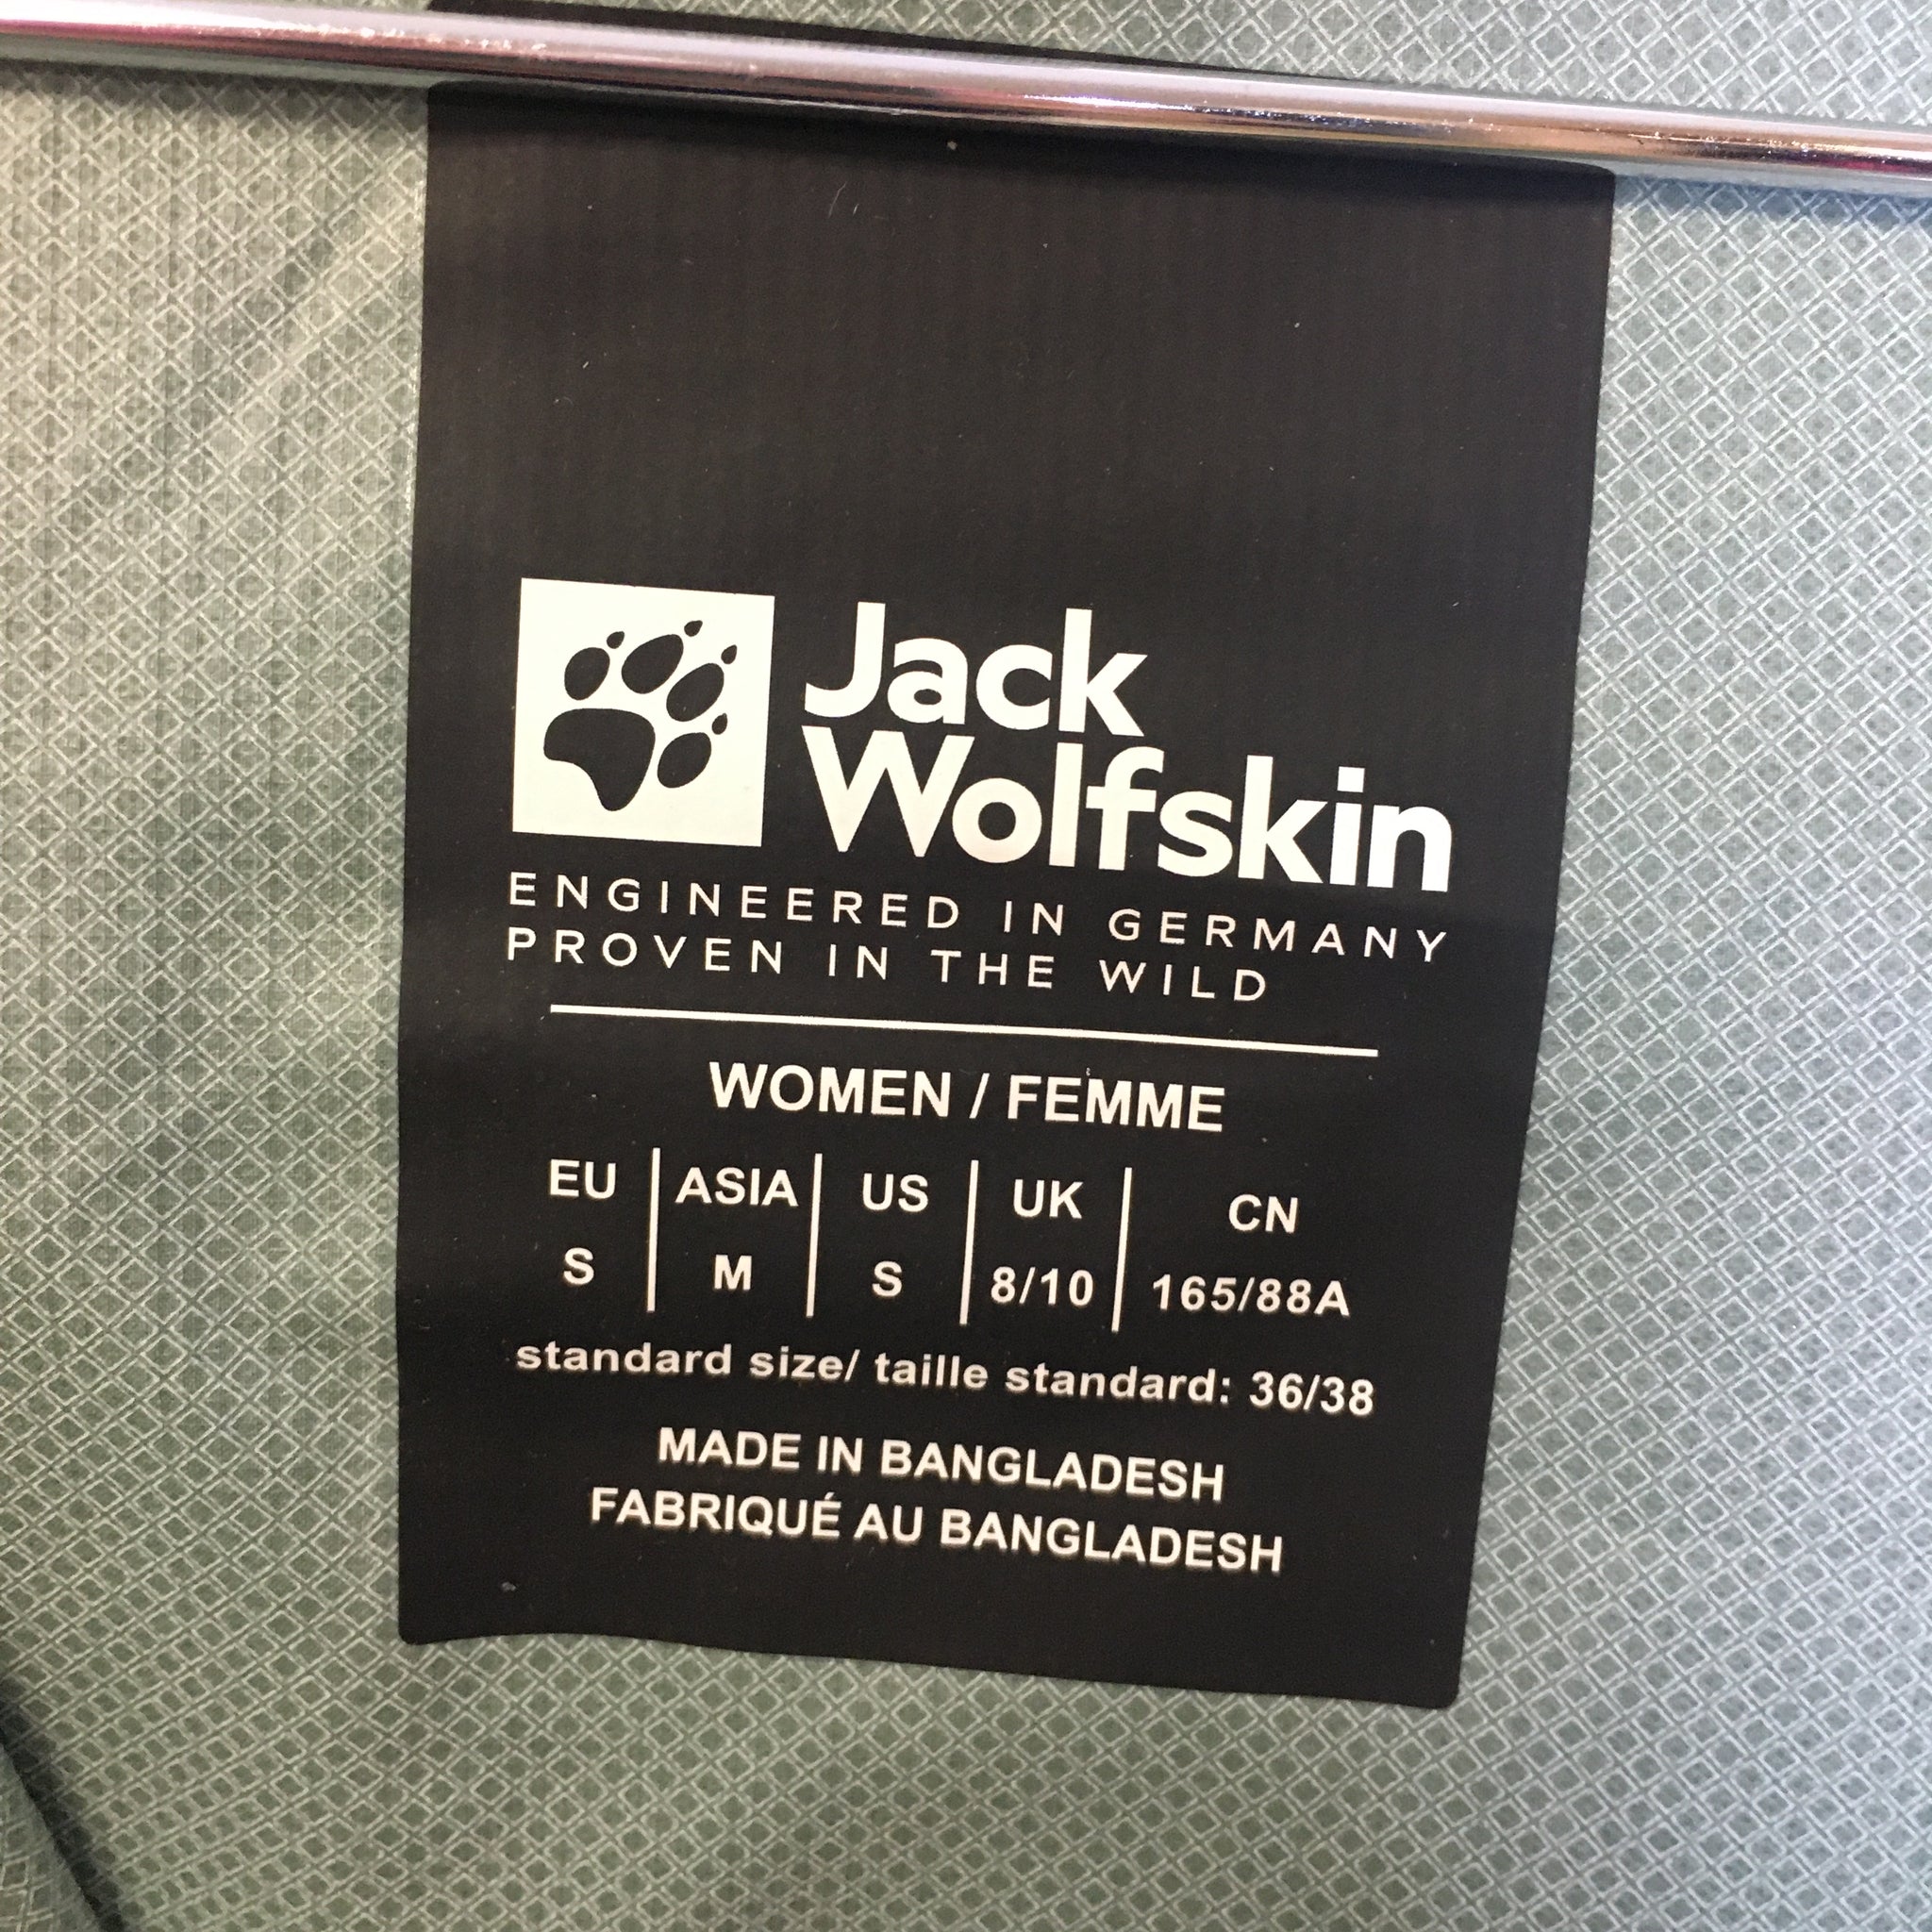 Jack
Wolfskin
ENGINEERED IN GERMANY
PROVEN IN THE WILD
WOMEN / FEMME
EU ASIA US UK CN
S M S 8/10 165/88A
standard size/ taille standard: 36/38
MADE IN BANGLADESH
FABRIQUÉ AU BANGLADESH